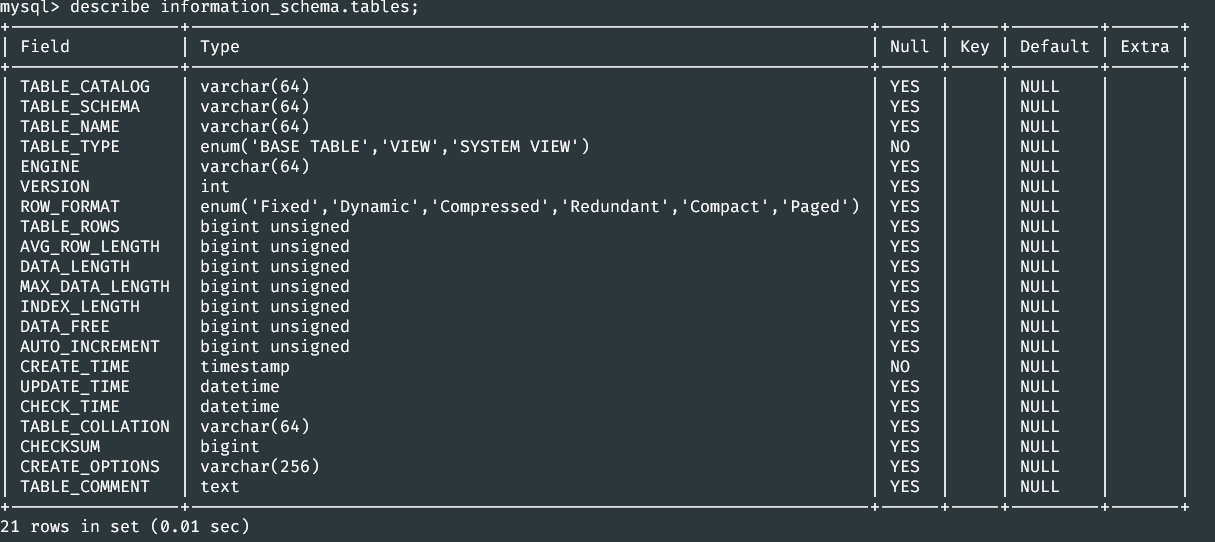 mysql> describe information_schema.tables;
+-----------------+--------------------------------------------------------------------+------+-----+---------+-------+
| Field           | Type                                                               | Null | Key | Default | Extra |
+-----------------+--------------------------------------------------------------------+------+-----+---------+-------+
| TABLE_CATALOG   | varchar(64)                                                        | YES  |     | NULL    |       |
| TABLE_SCHEMA    | varchar(64)                                                        | YES  |     | NULL    |       |
| TABLE_NAME      | varchar(64)                                                        | YES  |     | NULL    |       |
| TABLE_TYPE      | enum('BASE TABLE','VIEW','SYSTEM VIEW')                            | NO   |     | NULL    |       |
| ENGINE          | varchar(64)                                                        | YES  |     | NULL    |       |
| VERSION         | int                                                                | YES  |     | NULL    |       |
| ROW_FORMAT      | enum('Fixed','Dynamic','Compressed','Redundant','Compact','Paged') | YES  |     | NULL    |       |
| TABLE_ROWS      | bigint unsigned                                                    | YES  |     | NULL    |       |
| AVG_ROW_LENGTH  | bigint unsigned                                                    | YES  |     | NULL    |       |
| DATA_LENGTH     | bigint unsigned                                                    | YES  |     | NULL    |       |
| MAX_DATA_LENGTH | bigint unsigned                                                    | YES  |     | NULL    |       |
| INDEX_LENGTH    | bigint unsigned                                                    | YES  |     | NULL    |       |
| DATA_FREE       | bigint unsigned                                                    | YES  |     | NULL    |       |
| AUTO_INCREMENT  | bigint unsigned                                                    | YES  |     | NULL    |       |
| CREATE_TIME     | timestamp                                                          | NO   |     | NULL    |       |
| UPDATE_TIME     | datetime                                                           | YES  |     | NULL    |       |
| CHECK_TIME      | datetime                                                           | YES  |     | NULL    |       |
| TABLE_COLLATION | varchar(64)                                                        | YES  |     | NULL    |       |
| CHECKSUM        | bigint                                                             | YES  |     | NULL    |       |
| CREATE_OPTIONS  | varchar(256)                                                       | YES  |     | NULL    |       |
| TABLE_COMMENT   | text                                                               | YES  |     | NULL    |       |
+-----------------+--------------------------------------------------------------------+------+-----+---------+-------+
21 rows in set (0.01 sec)